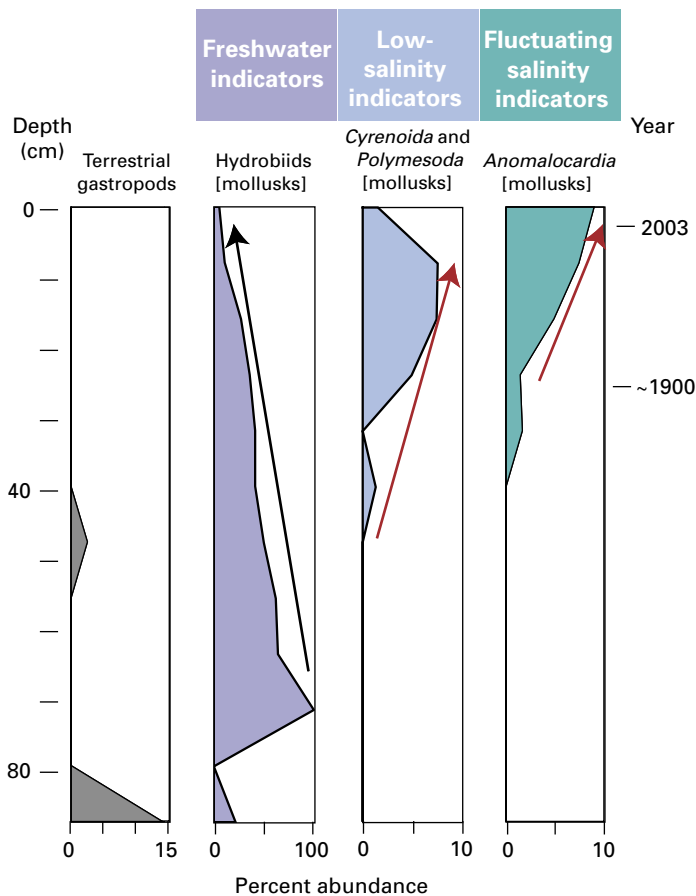 Freshwater
indicators
Low-
salinity
indicators
Fluctuating
salinity
indicators
Depth
(cm)
Year
Terrestrial
gastropods
Hydrobiids
[mollusks]
Cyrenoida and
Polymesoda
[mollusks]
Anomalocardia
[mollusks]
0
40
80
2003
~1900
0 15
0 100
0 10
0 10
Percent abundance